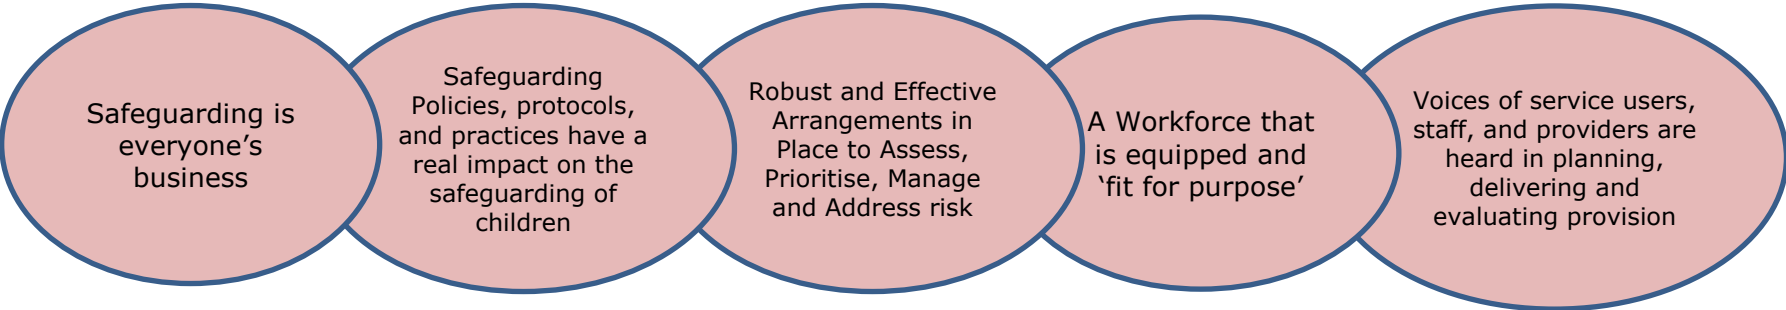 Safeguarding is
everyone’s
business
Safeguarding
Policies, protocols,
and practices have a
real impact on the
safeguarding of
children
Robust and Effective
Arrangements in
Place to Assess,
Prioritise, Manage
and Address risk
A Workforce that
is equipped and
‘fit for purpose’
Voices of service users,
staff, and providers are
heard in planning,
delivering and
evaluating provision